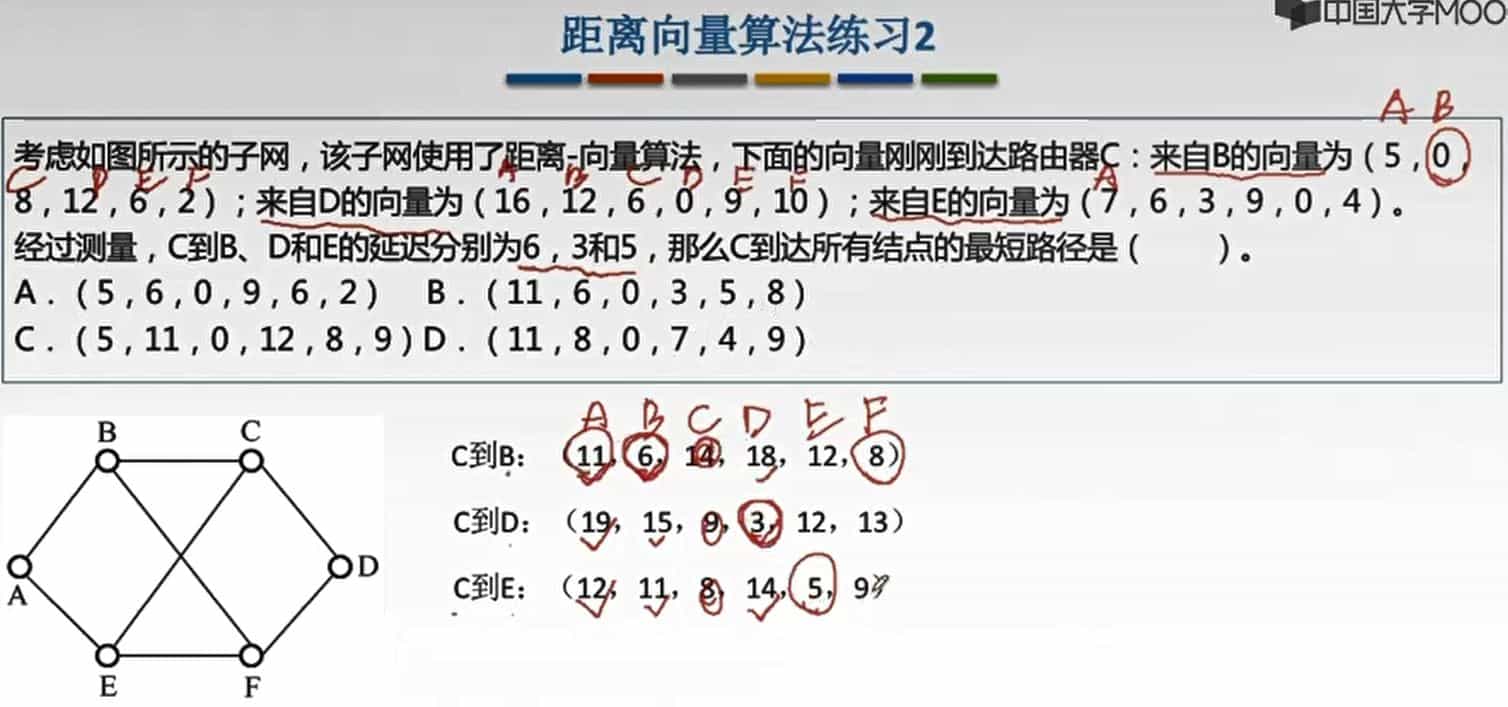 中国大学MOO
距离向量算法练习2
A B
考虑如图所示的子网，该子网使用了距离-向量算法，下面的向量刚刚到达路由器C：来自B的向量为（5，0，
C D E F A B C D E F A
8，12，6，2）；来自D的向量为（16，12，6，0，9，10）；来自E的向量为（7，6，3，9，0，4）。
经过测量，C到B、D和E的延迟分别为6，3和5，那么C到达所有结点的最短路径是（ ）。
A．（5，6，0，9，6，2） B．（11，6，0，3，5，8）
C．（5，11，0，12，8，9）D．（11，8，0，7，4，9）
A B C D E F
C到B：（11，6，14，18，12，8）
C到D：（19，15，9，3，12，13）
C到E：（12，11，8，14，5，9
B C
A D
E F